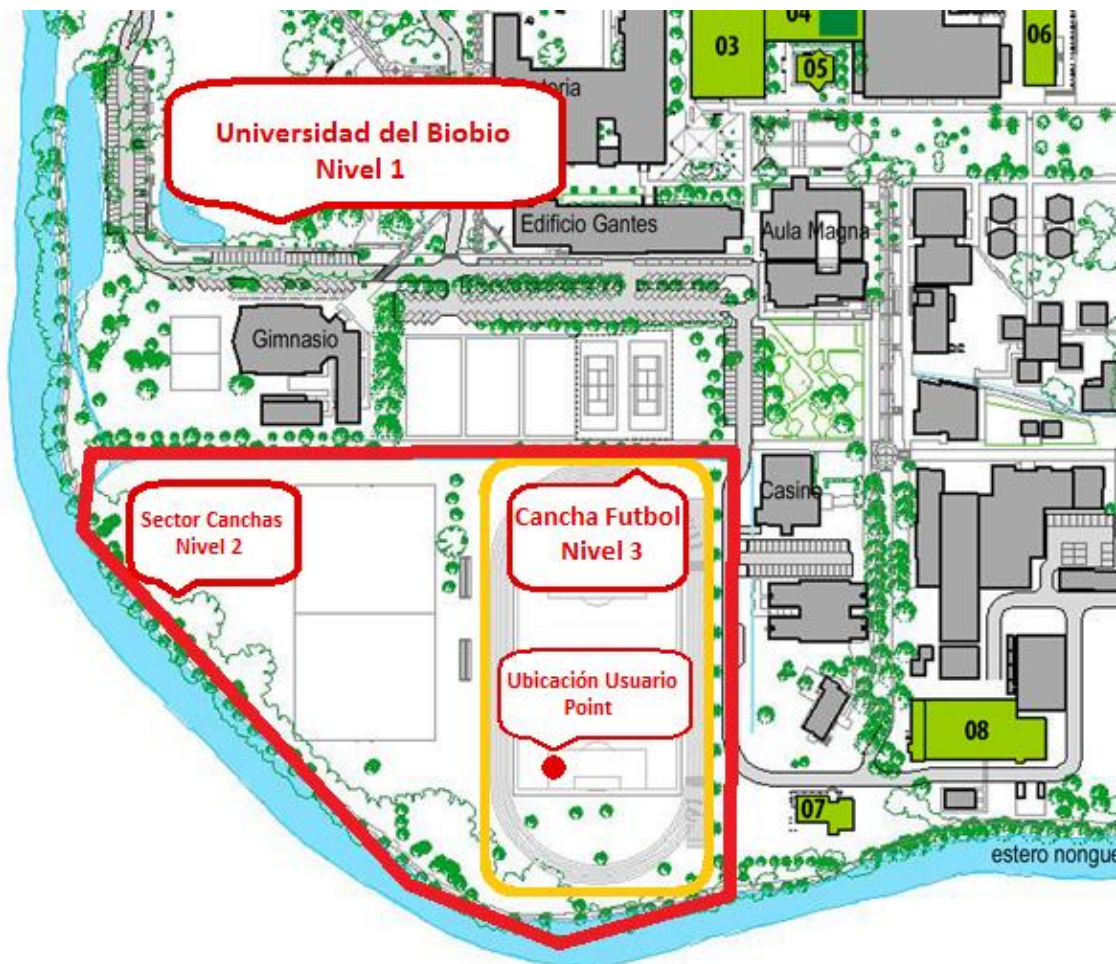 04
03
06
05
Universidad del Biobio
Nivel 1
Edificio Gantes
Aula Magna
Gimnasio
Casino
Sector Canchas
Nivel 2
Cancha Futbol
Nivel 3
Ubicación Usuario
Point
08
07
estero nongue